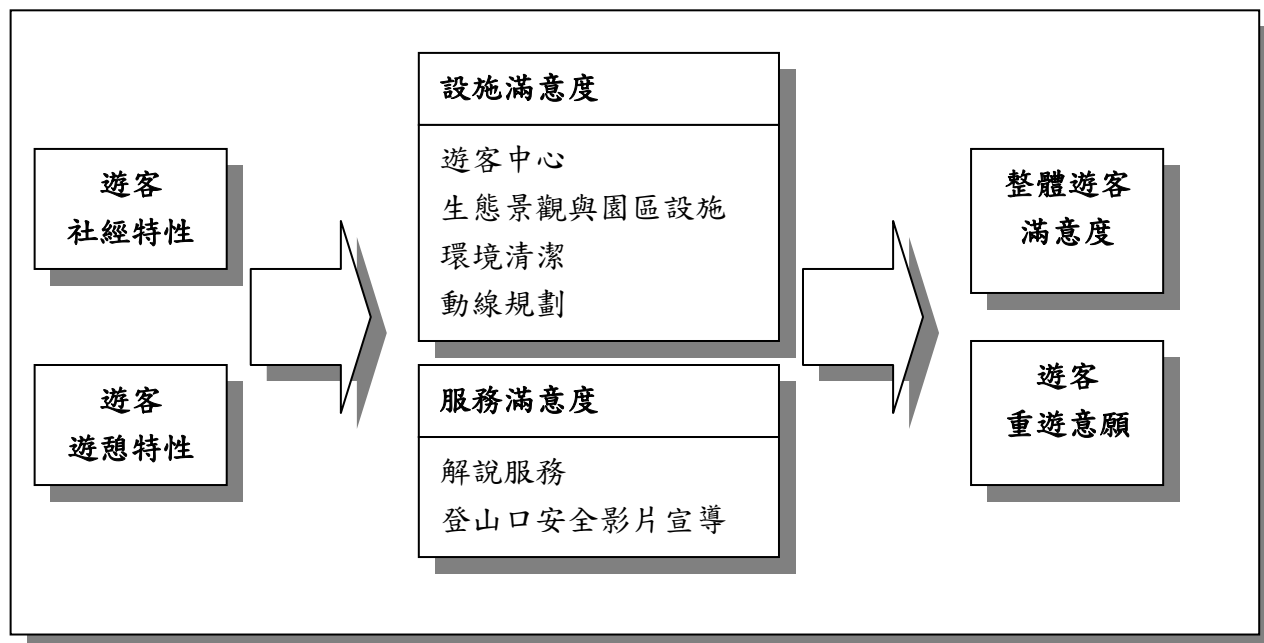 遊客
社經特性
遊客
遊憩特性
設施滿意度
遊客中心
生態景觀與園區設施
環境清潔
動線規劃
服務滿意度
解說服務
登山口安全影片宣導
整體遊客
滿意度
遊客
重遊意願